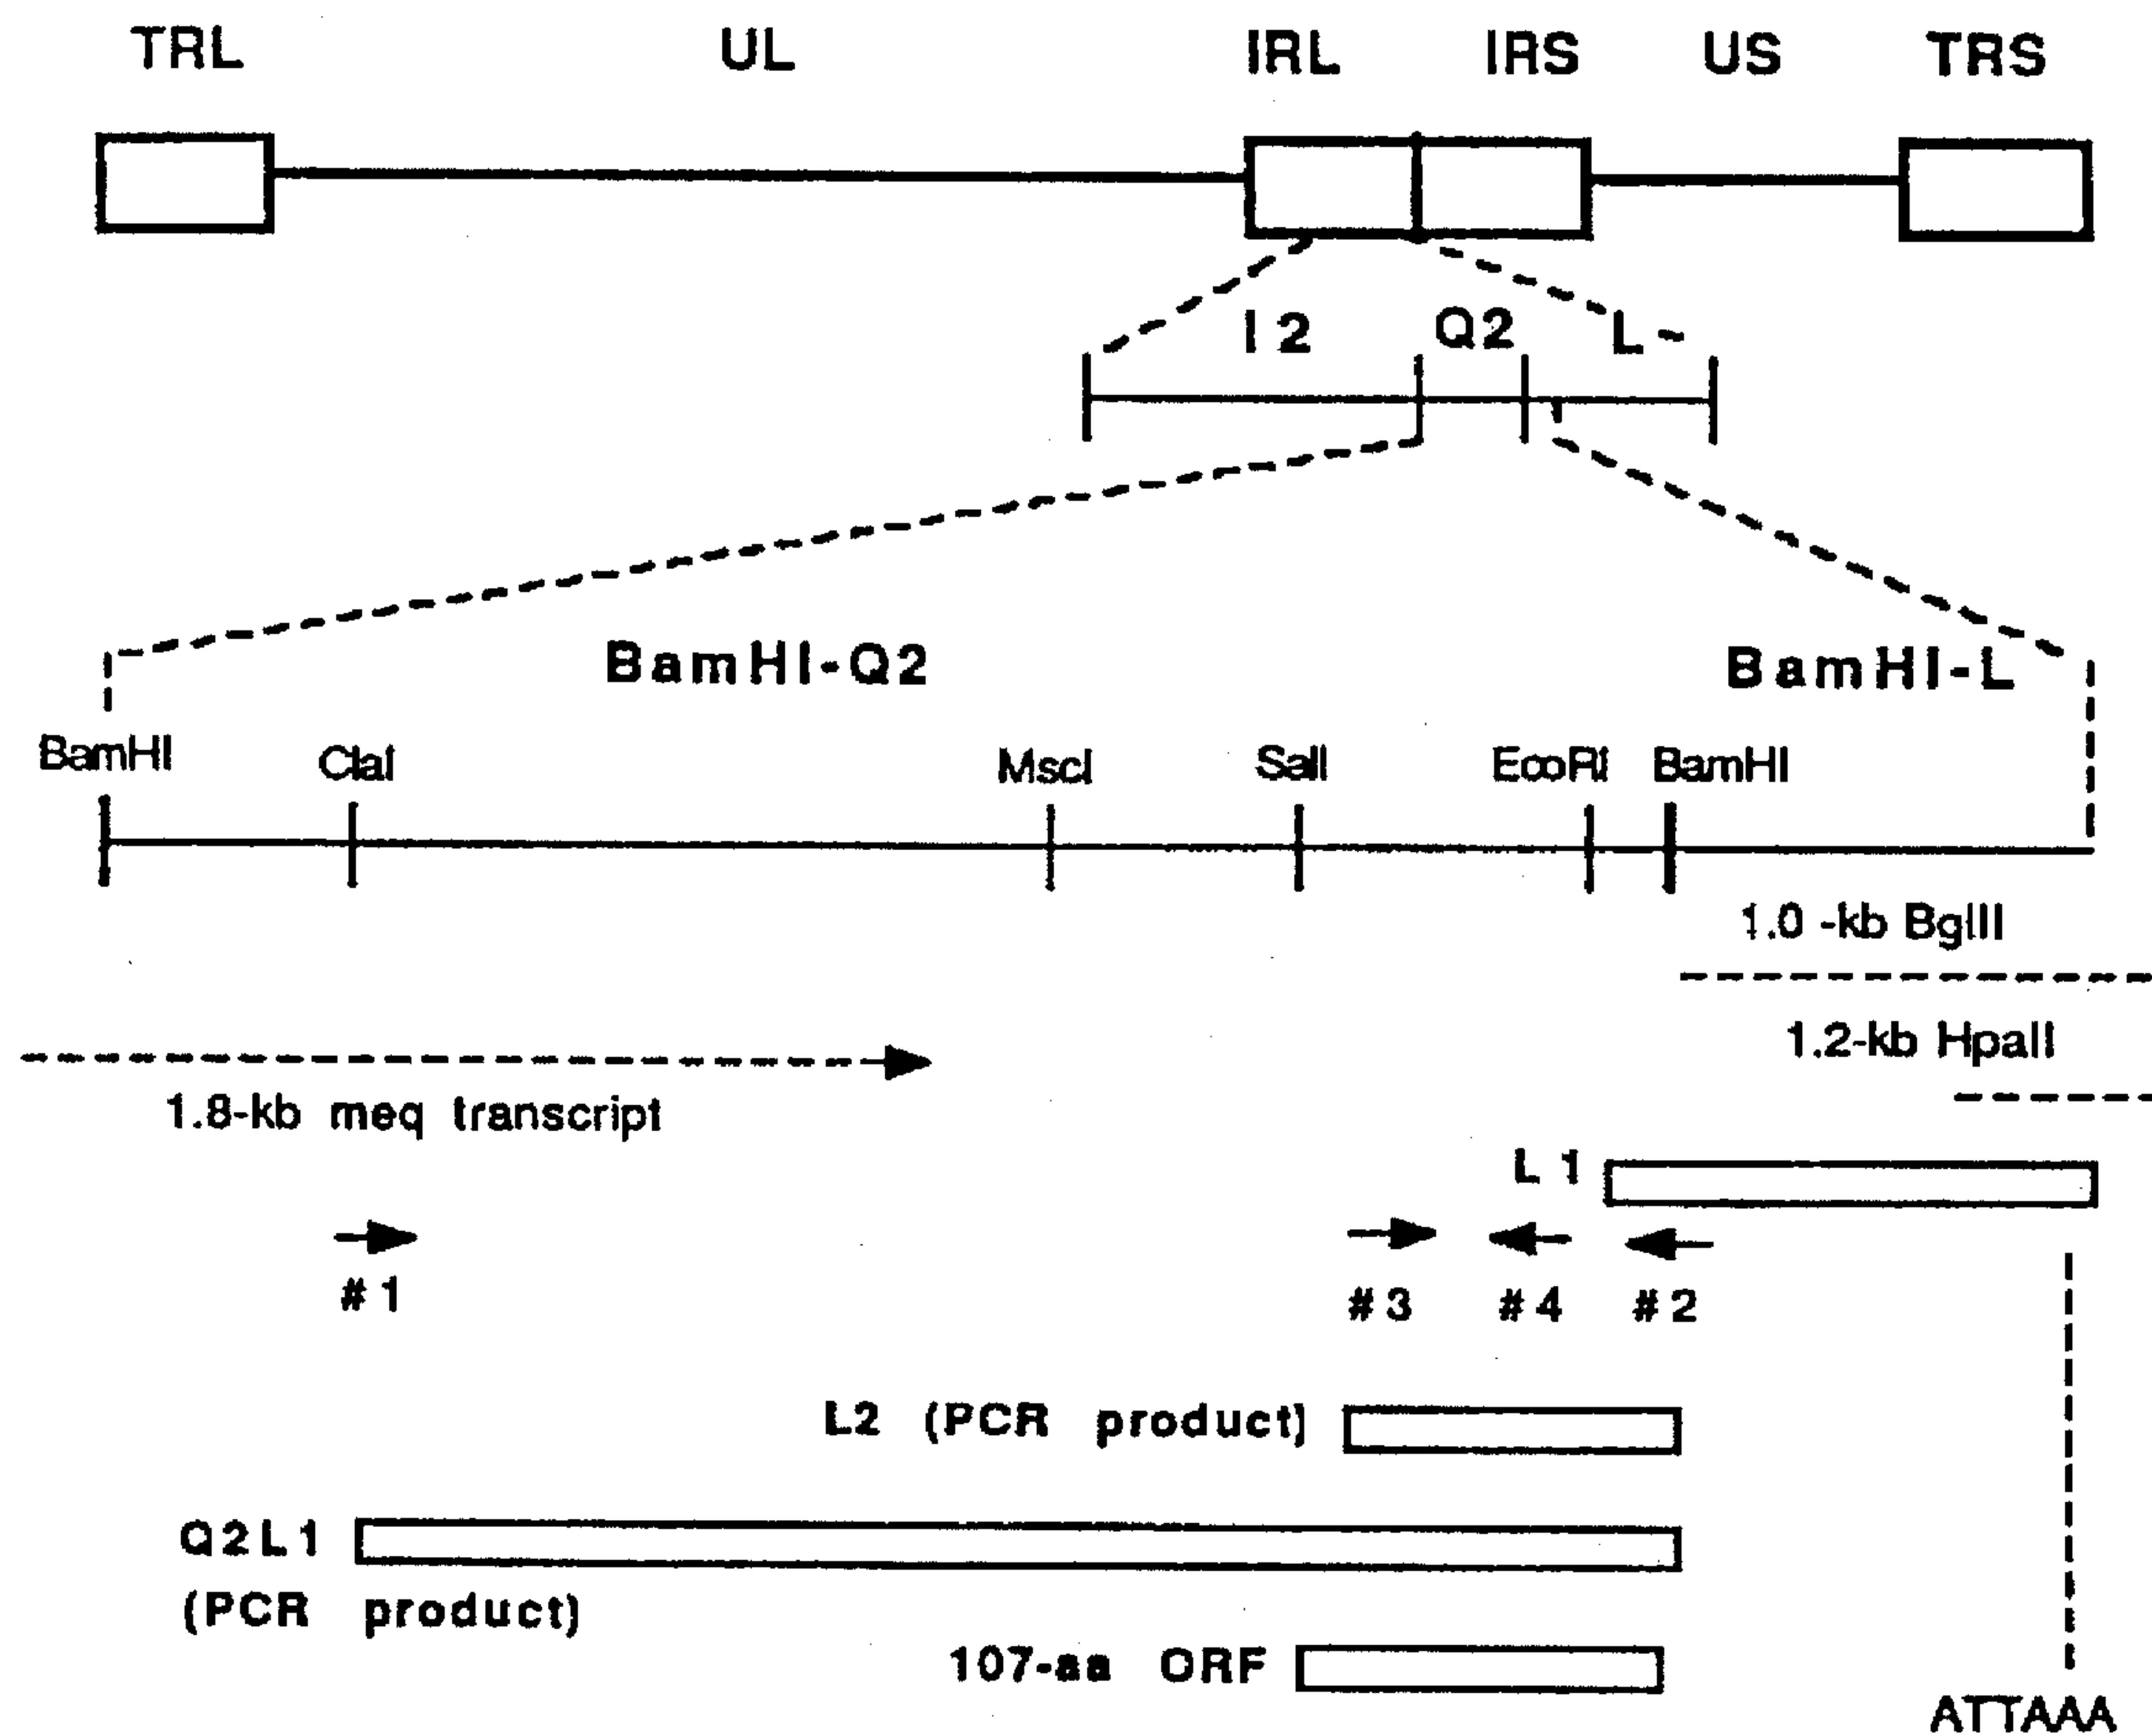 TRL UL IRL IRS US TRS
I2 Q2 L
BamHI-Q2 BamHI-L
BamHI ClaI MscI SalI EcoRI BamHI
1.0 -kb BglII
1.2-kb HpaII
1.8-kb meq transcript
L1
#1 #3 #4 #2
L2 (PCR product)
Q2L1
(PCR product)
107-aa ORF
ATTAAA